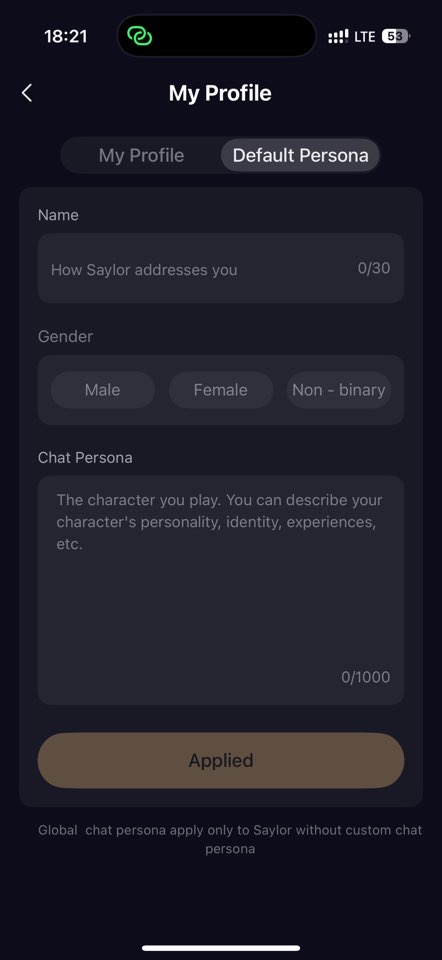 18:21
LTE 53
My Profile
My Profile
Default Persona
Name
How Saylor addresses you
0/30
Gender
Male
Female
Non - binary
Chat Persona
The character you play. You can describe your
character's personality, identity, experiences,
etc.
0/1000
Applied
Global  chat persona apply only to Saylor without custom chat
persona